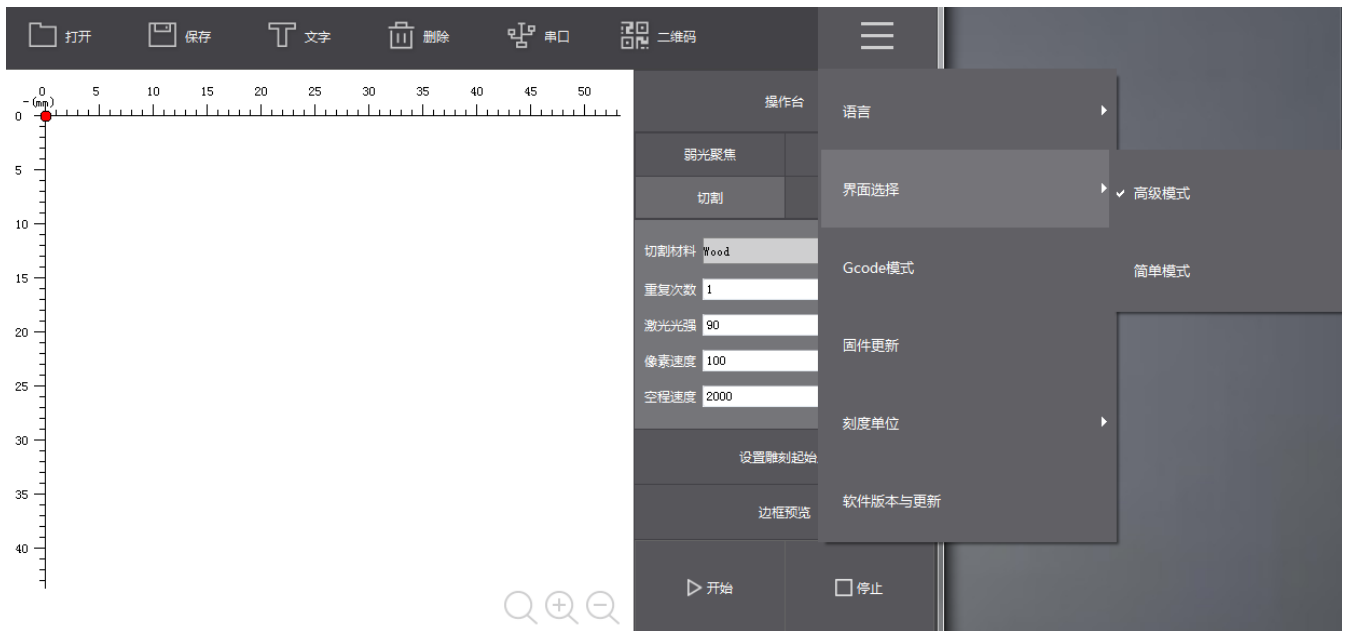 打开 保存 文字 删除 串口 二维码
0 5 10 15 20 25 30 35 40 45 50
(mm)
0
5
10
15
20
25
30
35
40
操作台
弱光聚焦
切割
切割材料 Wood
重复次数 1
激光光强 90
像素速度 100
空程速度 2000
设置雕刻起始
边框预览
开始 停止
语言
界面选择
Gcode模式
固件更新
刻度单位
软件版本与更新
高级模式
简单模式